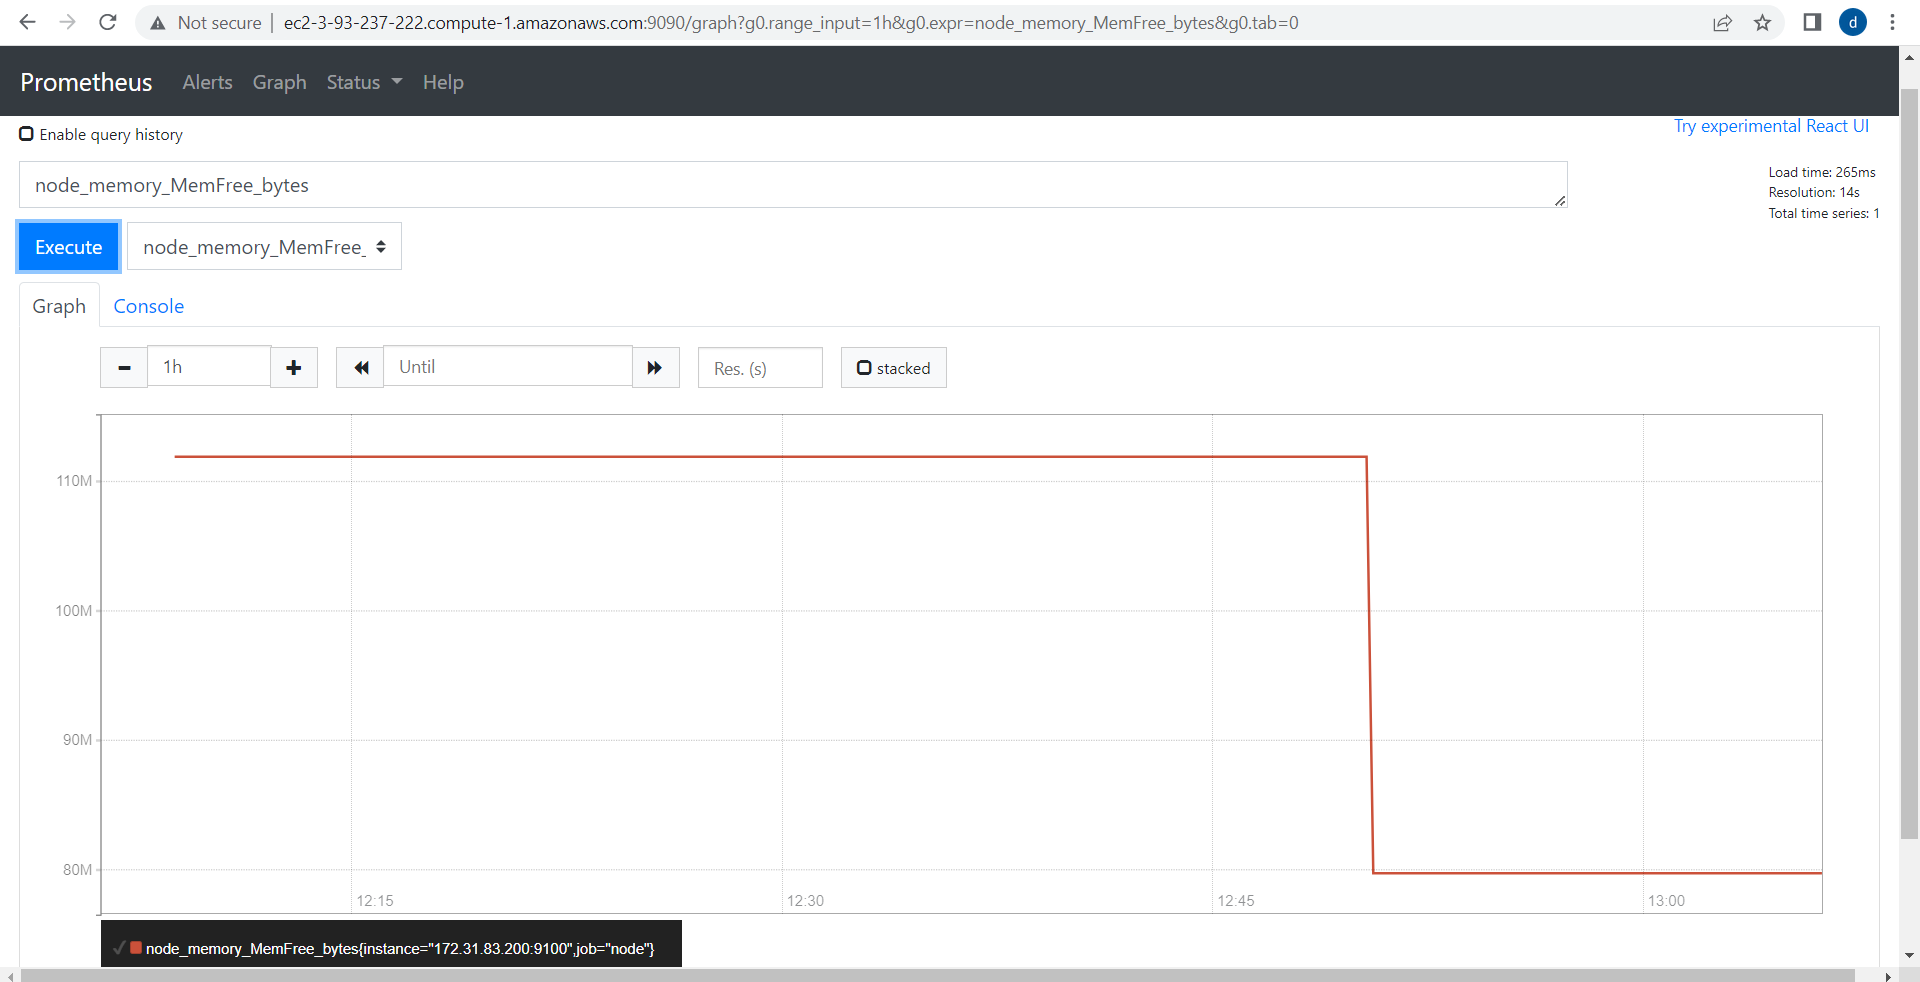 Not secure | ec2-3-93-237-222.compute-1.amazonaws.com:9090/graph?g0.range_input=1h&g0.expr=node_memory_MemFree_bytes&g0.tab=0
d
Prometheus Alerts Graph Status Help
Enable query history
Try experimental React UI
node_memory_MemFree_bytes
Load time: 265ms
Resolution: 14s
Total time series: 1
Execute node_memory_MemFree_
Graph Console
1h Until Res. (s) stacked
110M
100M
90M
80M
12:15 12:30 12:45 13:00
node_memory_MemFree_bytes{instance="172.31.83.200:9100",job="node"}